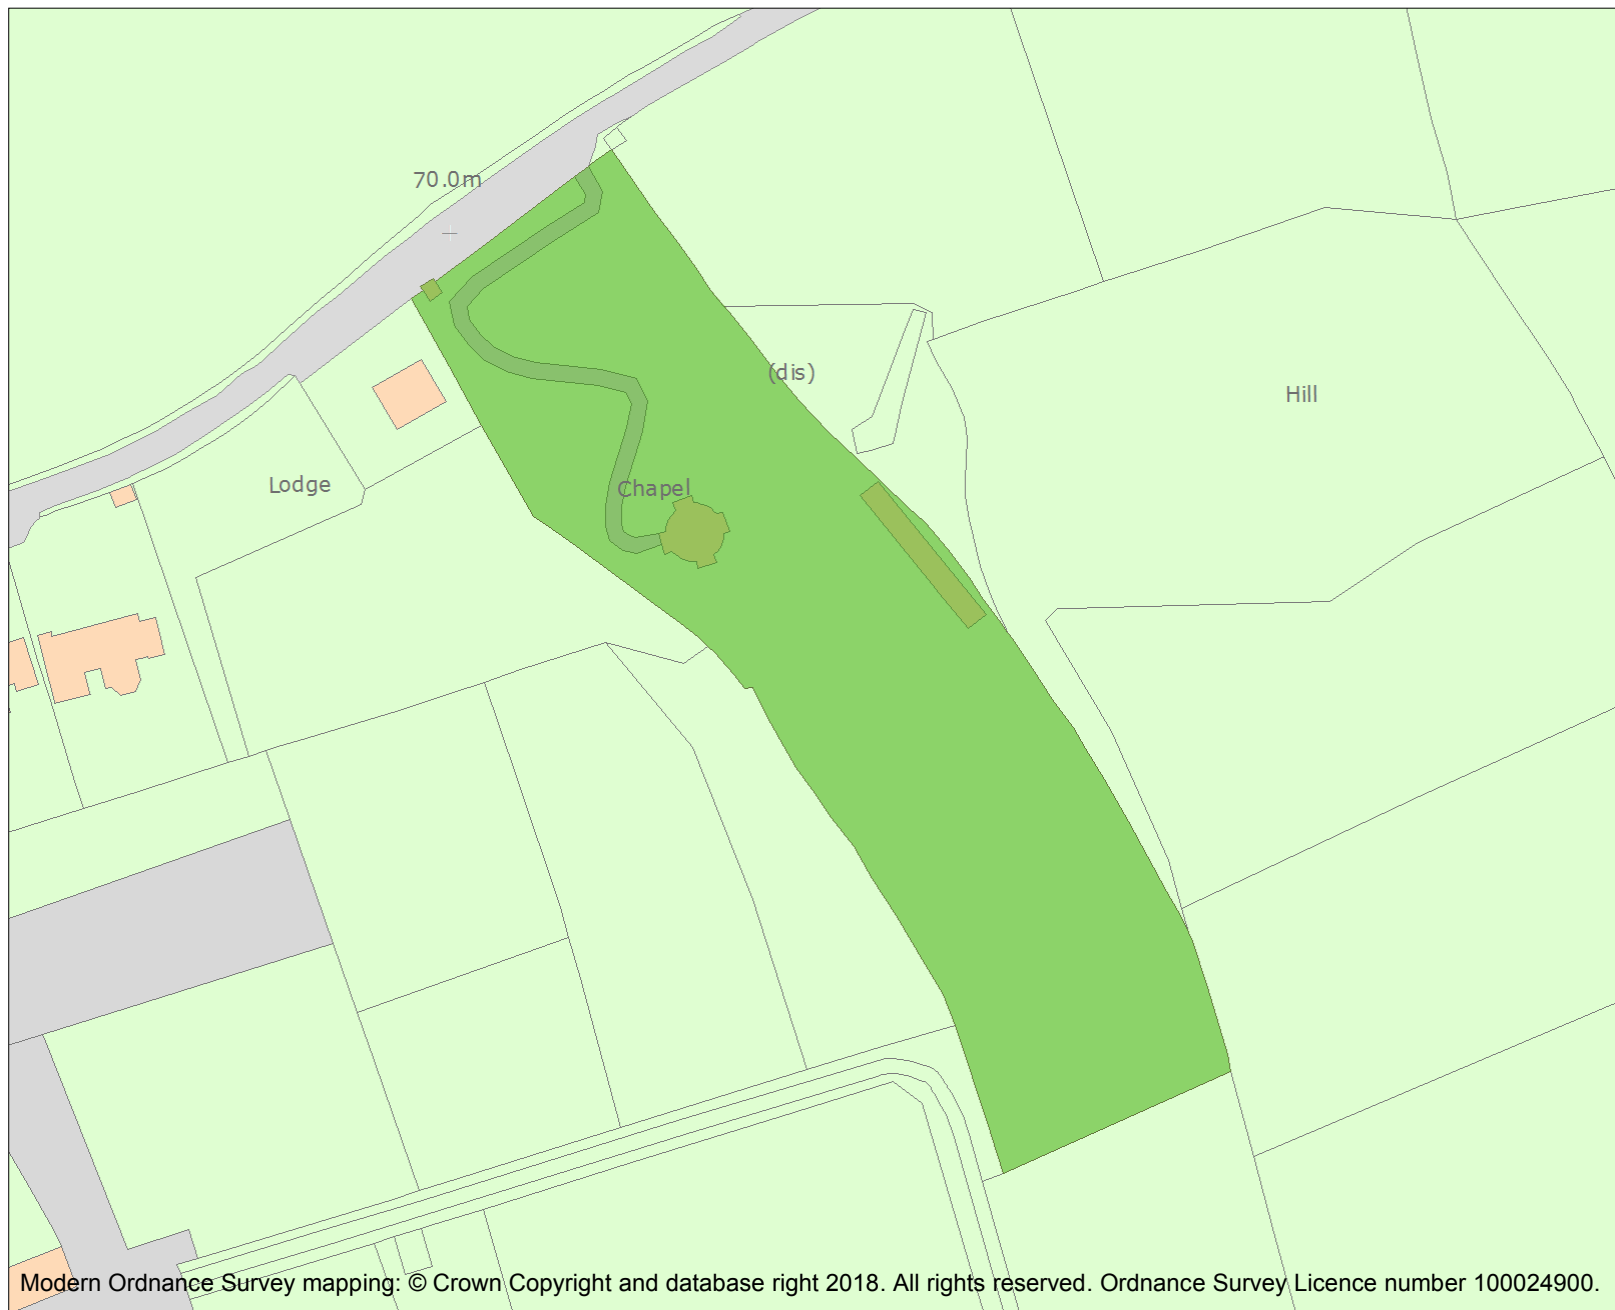 70.0m
(dis)
Hill
Lodge
Chapel
Modern Ordnance Survey mapping: © Crown Copyright and database right 2018. All rights reserved. Ordnance Survey Licence number 100024900.